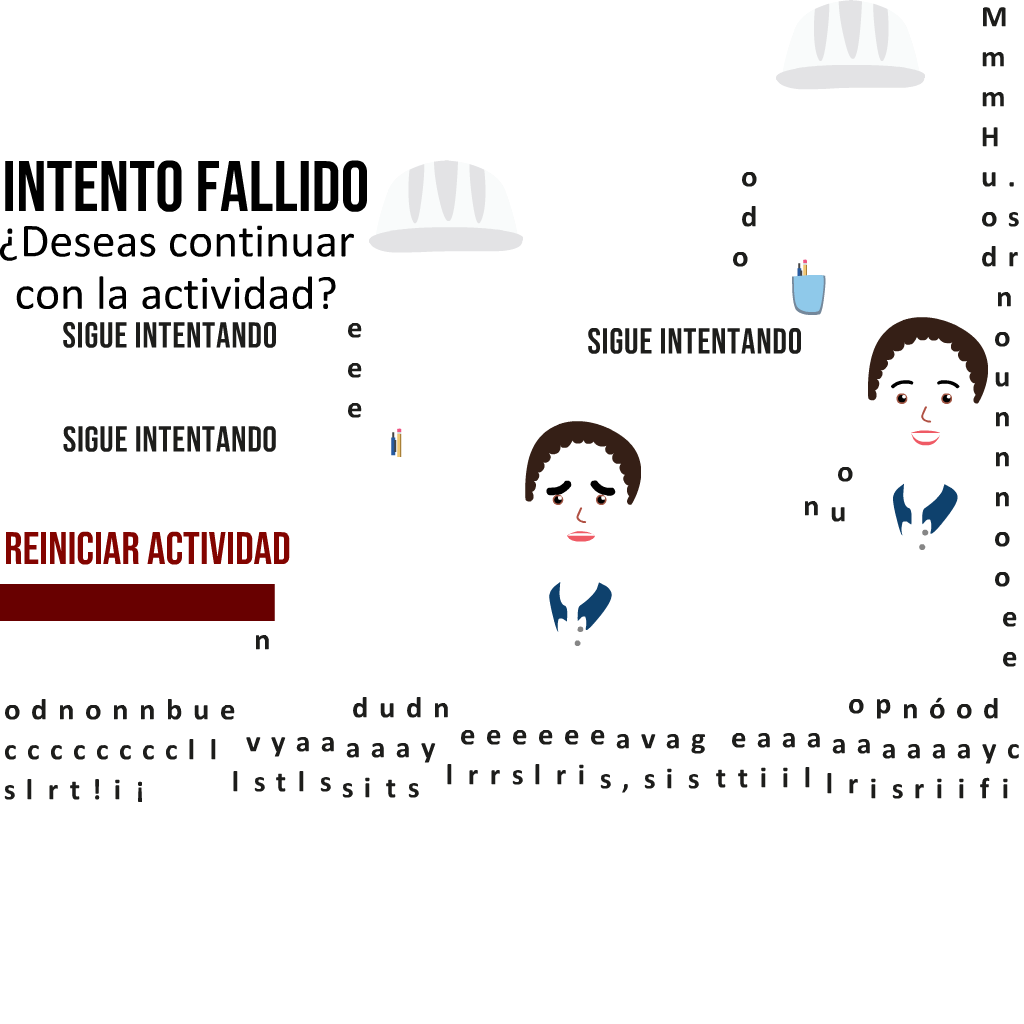 INTENTO FALLIDO
¿Deseas continuar
con la actividad?
SIGUE INTENTANDO
SIGUE INTENTANDO
SIGUE INTENTANDO
REINICIAR ACTIVIDAD
M
m
m
H
o
u .
d
o s
o
d r
n
e
o
e
u
e
n
o
n
n u
n
o
o
e
n
e
o d n o n n b u e
d u d n
o p n ó o d
c c c c c c c c l l
v y a a a a a y
e e e e e e a v a g
e a a a a a a a a a y c
s l r t ! i ¡
l s t l s s i t s
l r r s l r i s , s i s t t i i l l r i s r i i f i